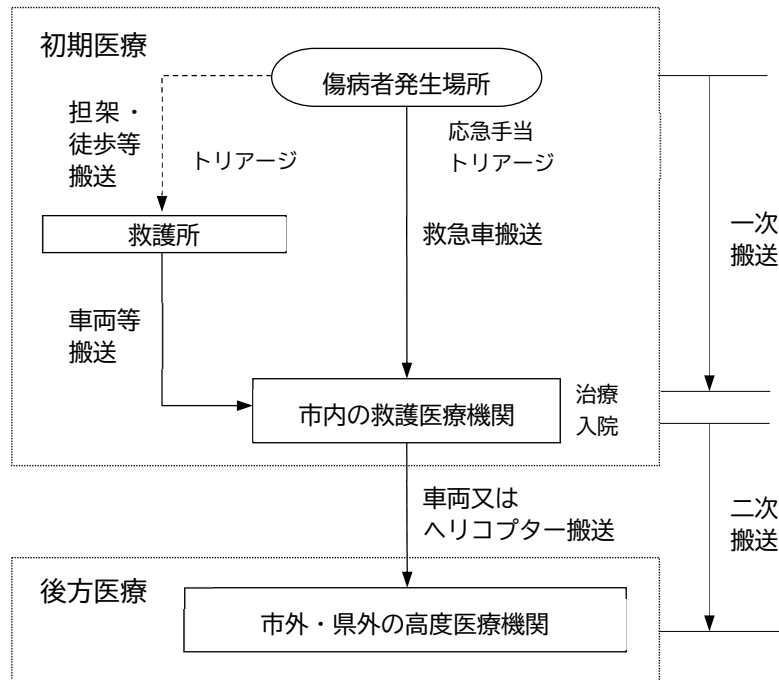 初期医療
傷病者発生場所
担架・
徒歩等
搬送
トリアージ
応急手当
トリアージ
救護所
救急車搬送
一次
搬送
車両等
搬送
市内の救護医療機関
治療
入院
車両又は
ヘリコプター搬送
二次
搬送
後方医療
市外・県外の高度医療機関